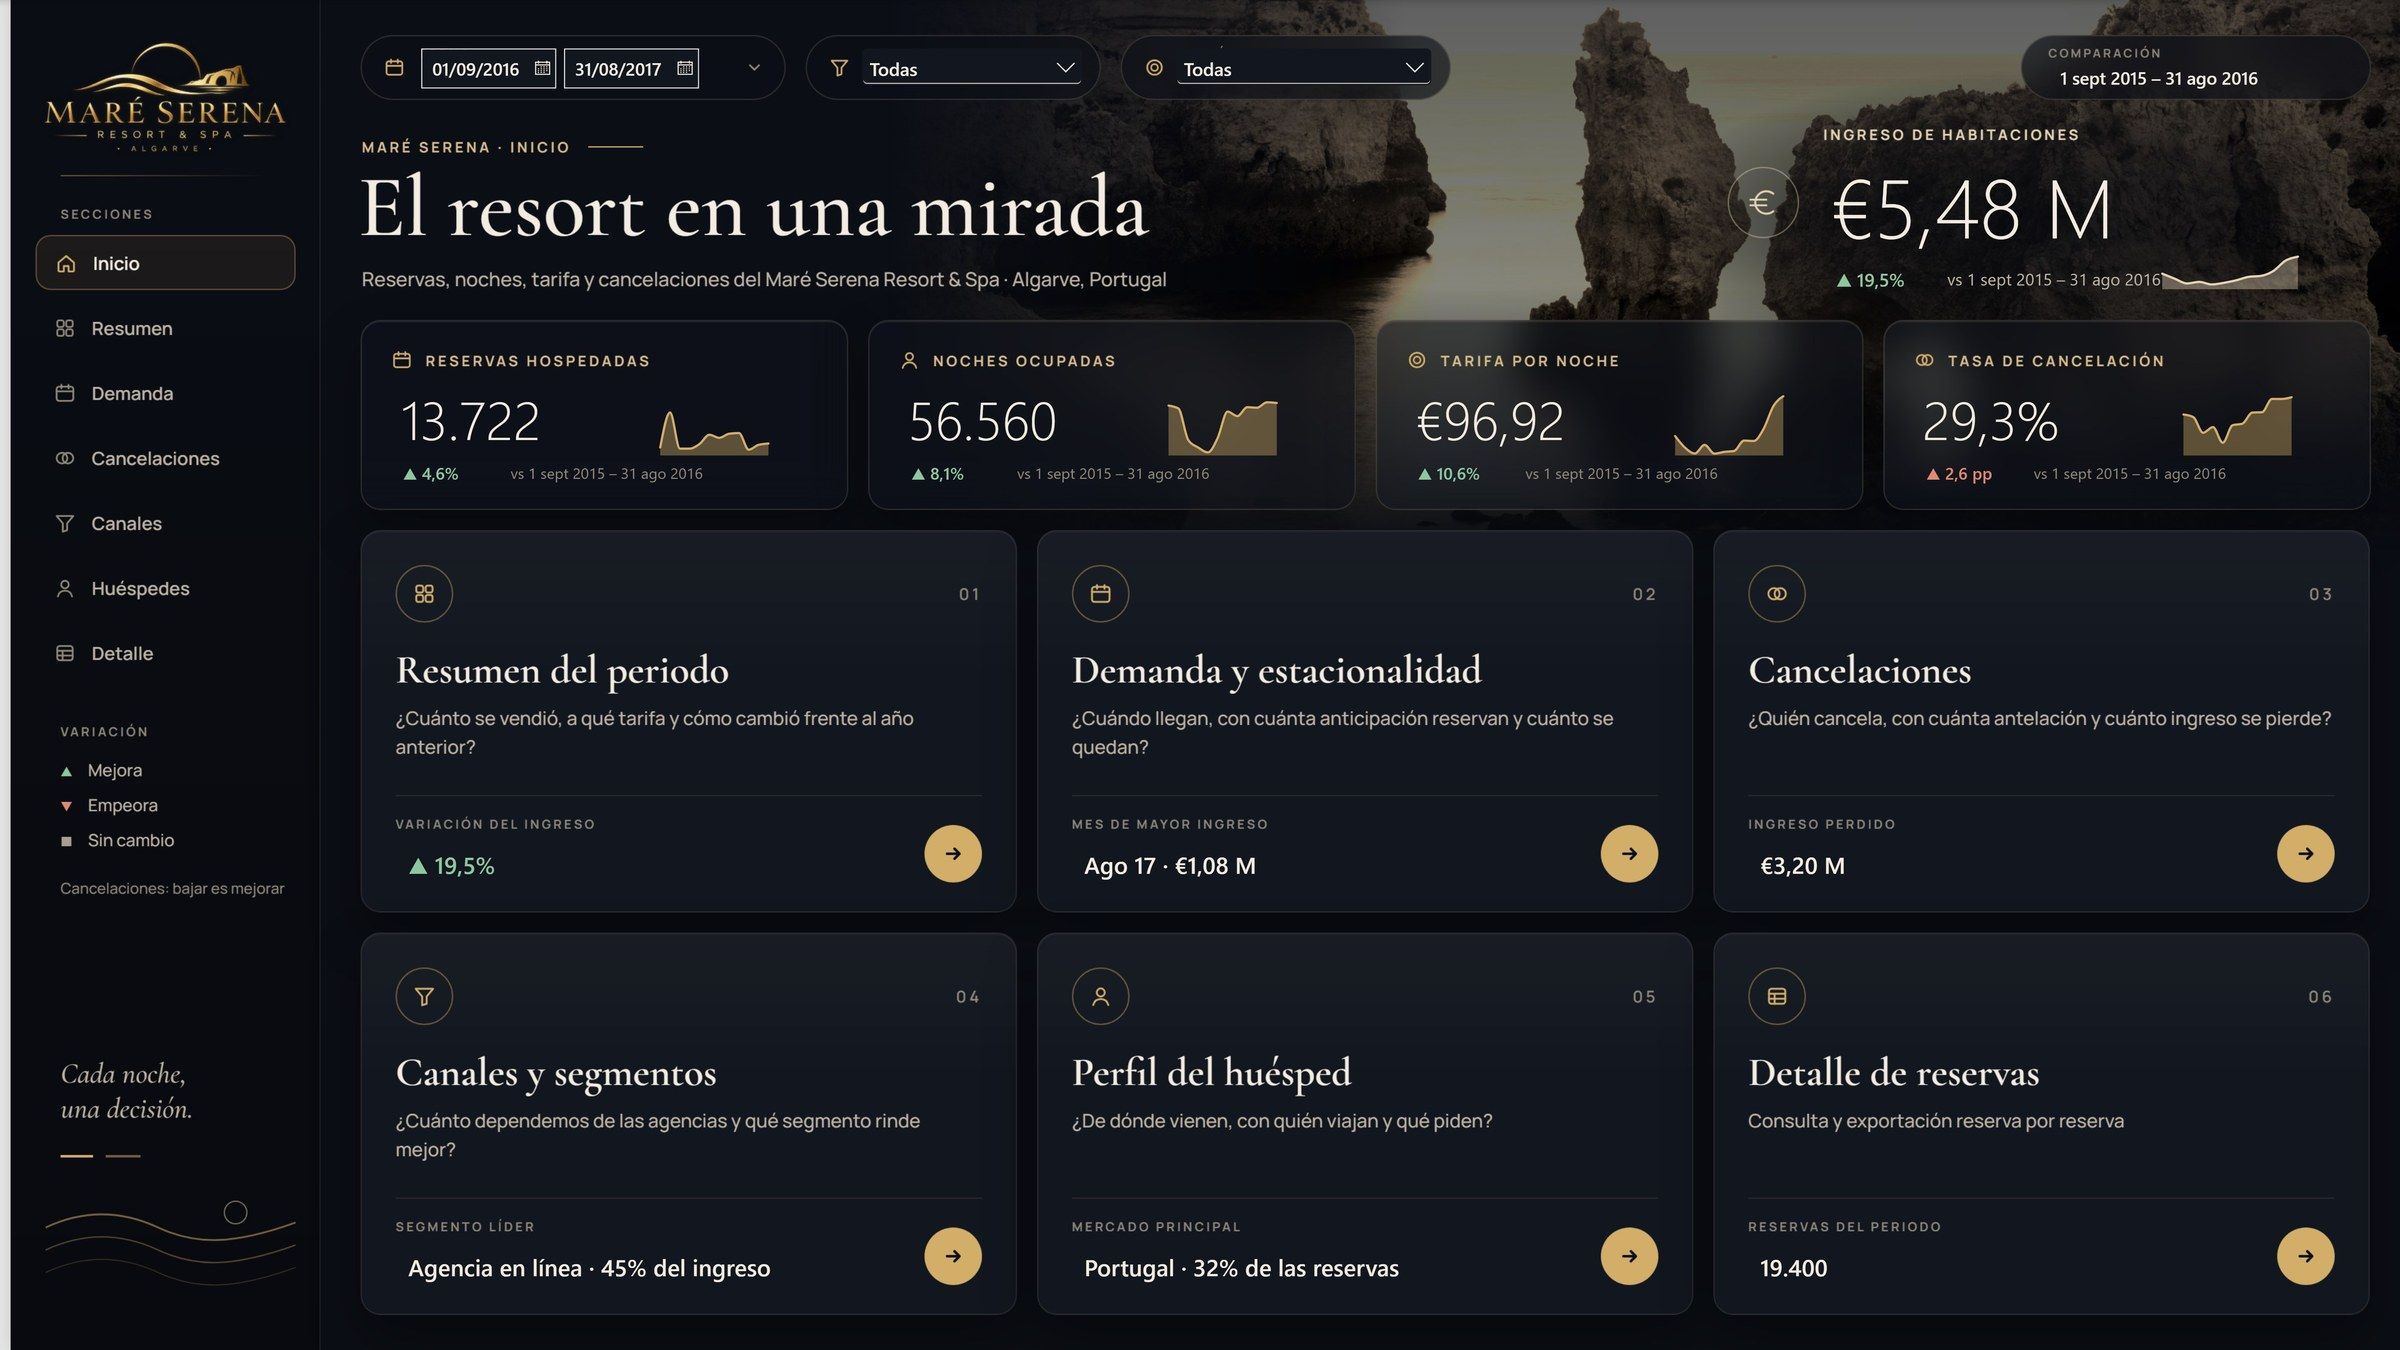 MARÉ SERENA
RESORT & SPA
· ALGARVE ·
SECCIONES
Inicio
Resumen
Demanda
Cancelaciones
Canales
Huéspedes
Detalle
VARIACIÓN
▲ Mejora
▼ Empeora
■ Sin cambio
Cancelaciones: bajar es mejorar
Cada noche,
una decisión.
01/09/2016 31/08/2017
Todas
Todas
COMPARACIÓN
1 sept 2015 – 31 ago 2016
MARÉ SERENA · INICIO
El resort en una mirada
Reservas, noches, tarifa y cancelaciones del Maré Serena Resort & Spa · Algarve, Portugal
INGRESO DE HABITACIONES
€
€5,48 M
▲ 19,5% vs 1 sept 2015 – 31 ago 2016
RESERVAS HOSPEDADAS
13.722
▲ 4,6% vs 1 sept 2015 – 31 ago 2016
NOCHES OCUPADAS
56.560
▲ 8,1% vs 1 sept 2015 – 31 ago 2016
TARIFA POR NOCHE
€96,92
▲ 10,6% vs 1 sept 2015 – 31 ago 2016
TASA DE CANCELACIÓN
29,3%
▲ 2,6 pp vs 1 sept 2015 – 31 ago 2016
01
Resumen del periodo
¿Cuánto se vendió, a qué tarifa y cómo cambió frente al año
anterior?
VARIACIÓN DEL INGRESO
▲ 19,5%
02
Demanda y estacionalidad
¿Cuándo llegan, con cuánta anticipación reservan y cuánto se
quedan?
MES DE MAYOR INGRESO
Ago 17 · €1,08 M
03
Cancelaciones
¿Quién cancela, con cuánta antelación y cuánto ingreso se pierde?
INGRESO PERDIDO
€3,20 M
04
Canales y segmentos
¿Cuánto dependemos de las agencias y qué segmento rinde
mejor?
SEGMENTO LÍDER
Agencia en línea · 45% del ingreso
05
Perfil del huésped
¿De dónde vienen, con quién viajan y qué piden?
MERCADO PRINCIPAL
Portugal · 32% de las reservas
06
Detalle de reservas
Consulta y exportación reserva por reserva
RESERVAS DEL PERIODO
19.400